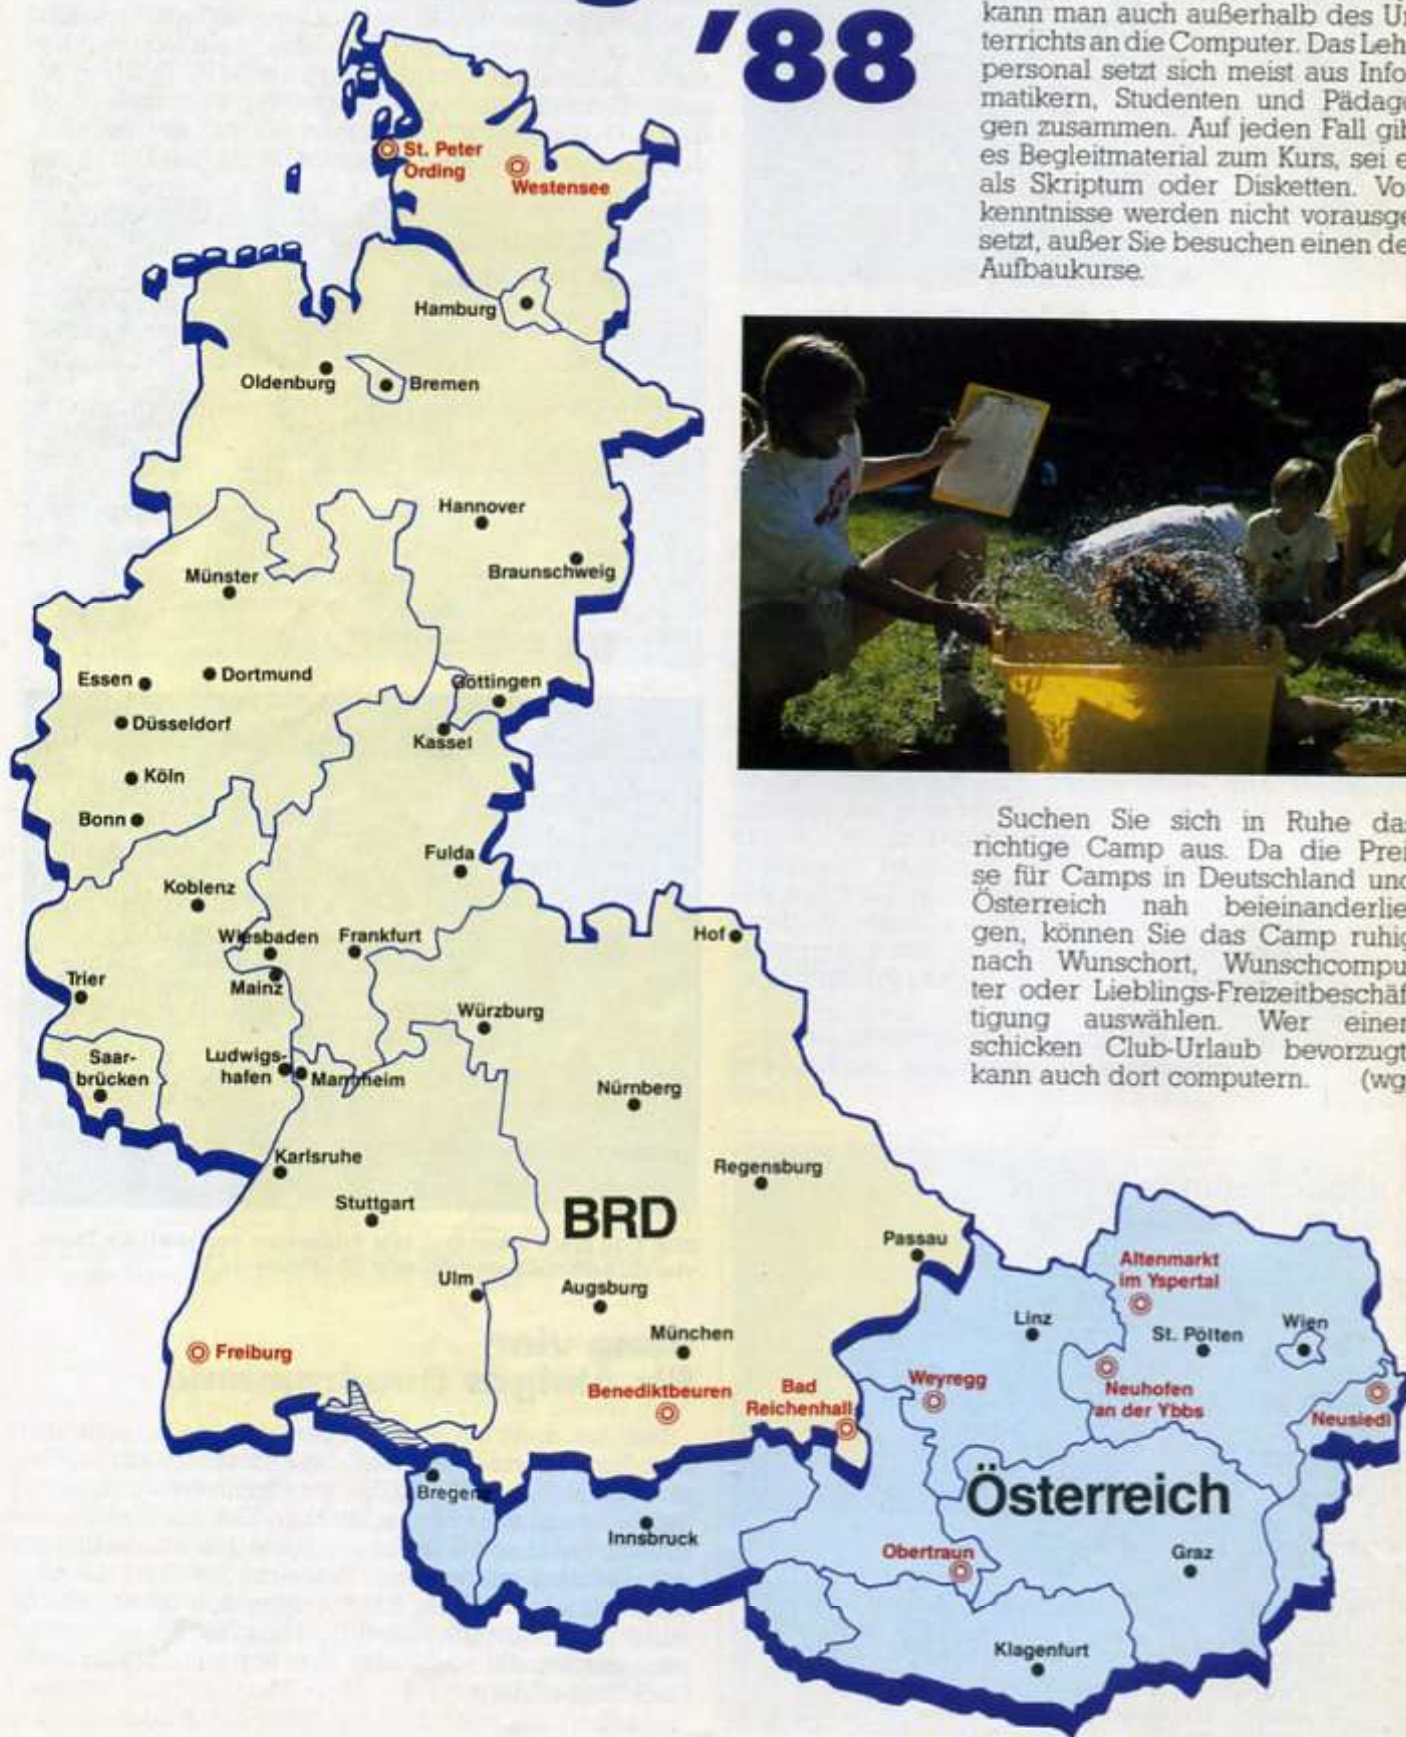 '88
kann man auch außerhalb des Un
terrichts an die Computer. Das Leh
personal setzt sich meist aus Info
matikern, Studenten und Pädago
gen zusammen. Auf jeden Fall gib
es Begleitmaterial zum Kurs, sei e
als Skriptum oder Disketten. Vo
kenntnisse werden nicht vorausge
setzt, außer Sie besuchen einen de
Aufbaukurse.
Suchen Sie sich in Ruhe das
richtige Camp aus. Da die Prei
se für Camps in Deutschland und
Österreich nah beieinanderlie
gen, können Sie das Camp ruhig
nach Wunschort, Wunschcompu
ter oder Lieblings-Freizeitbeschäf
tigung auswählen. Wer einen
schicken Club-Urlaub bevorzugt
kann auch dort computern. (wg
St. Peter
Ording
Westensee
Hamburg
Oldenburg
Bremen
Hannover
Braunschweig
Münster
Essen
Dortmund
Göttingen
Düsseldorf
Kassel
Köln
Bonn
Fulda
Koblenz
Wiesbaden
Frankfurt
Hof
Trier
Mainz
Würzburg
Saar-
brücken
Ludwigs-
hafen
Mannheim
Nürnberg
Karlsruhe
Regensburg
Stuttgart
BRD
Passau
Ulm
Augsburg
München
Freiburg
Benediktbeuren
Bad
Reichenhall
Altenmarkt
im Yspertal
Linz
St. Pölten
Wien
Weyregg
Neuhofen
an der Ybbs
Neusiedl
Bregenz
Österreich
Innsbruck
Obertraun
Graz
Klagenfurt